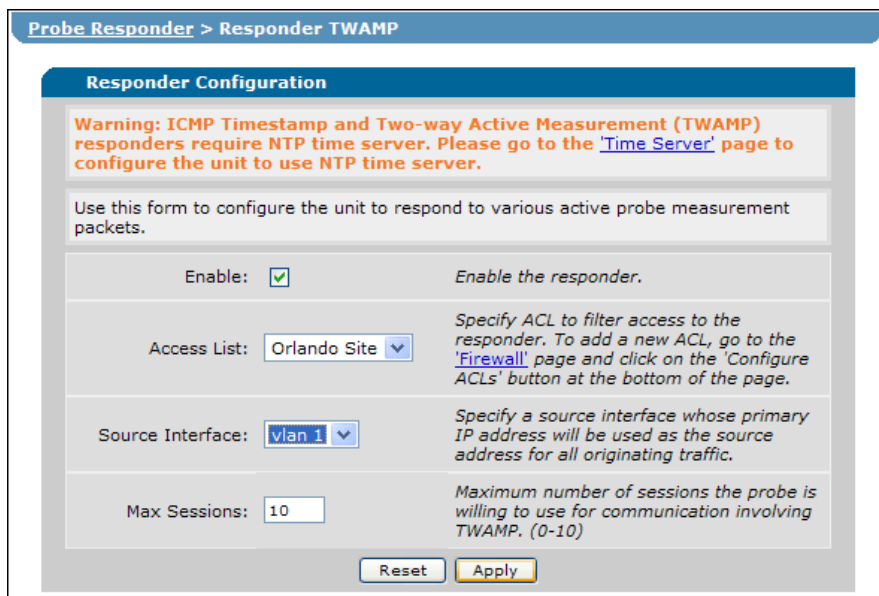 Probe Responder > Responder TWAMP
Responder Configuration
Warning: ICMP Timestamp and Two-way Active Measurement (TWAMP)
responders require NTP time server. Please go to the 'Time Server' page to
configure the unit to use NTP time server.
Use this form to configure the unit to respond to various active probe measurement
packets.
Enable:
Enable the responder.
Access List:
Orlando Site
Specify ACL to filter access to the
responder. To add a new ACL, go to the
'Firewall' page and click on the 'Configure
ACLs' button at the bottom of the page.
Source Interface:
vlan 1
Specify a source interface whose primary
IP address will be used as the source
address for all originating traffic.
Max Sessions:
10
Maximum number of sessions the probe is
willing to use for communication involving
TWAMP. (0-10)
Reset
Apply